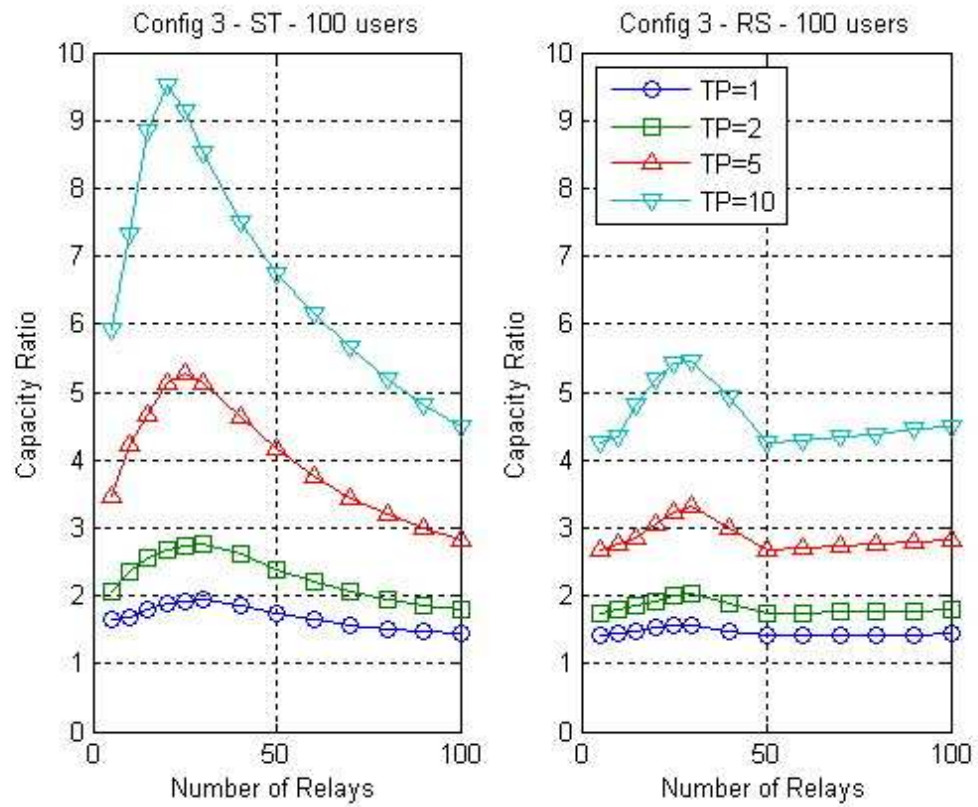 Config 3 - ST - 100 users
10
9
8
7
6
5
4
3
2
1
0
0
50
100
Capacity Ratio
Number of Relays
Config 3 - RS - 100 users
TP=1
TP=2
TP=5
TP=10
10
9
8
7
6
5
4
3
2
1
0
0
50
100
Capacity Ratio
Number of Relays